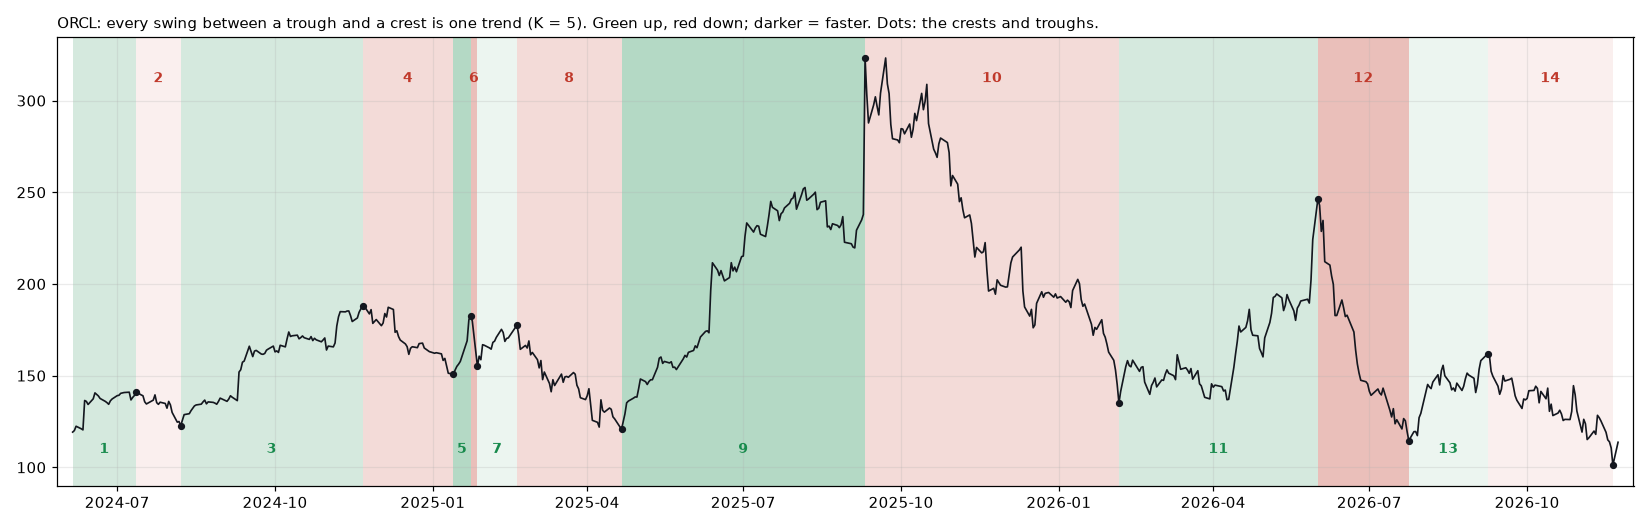 ORCL: every swing between a trough and a crest is one trend (K = 5). Green up, red down; darker = faster. Dots: the crests and troughs.
2 4 6 8 10 12 14
300
250
200
150
100
1 3 5 7 9 11 13
2024-07 2024-10 2025-01 2025-04 2025-07 2025-10 2026-01 2026-04 2026-07 2026-10